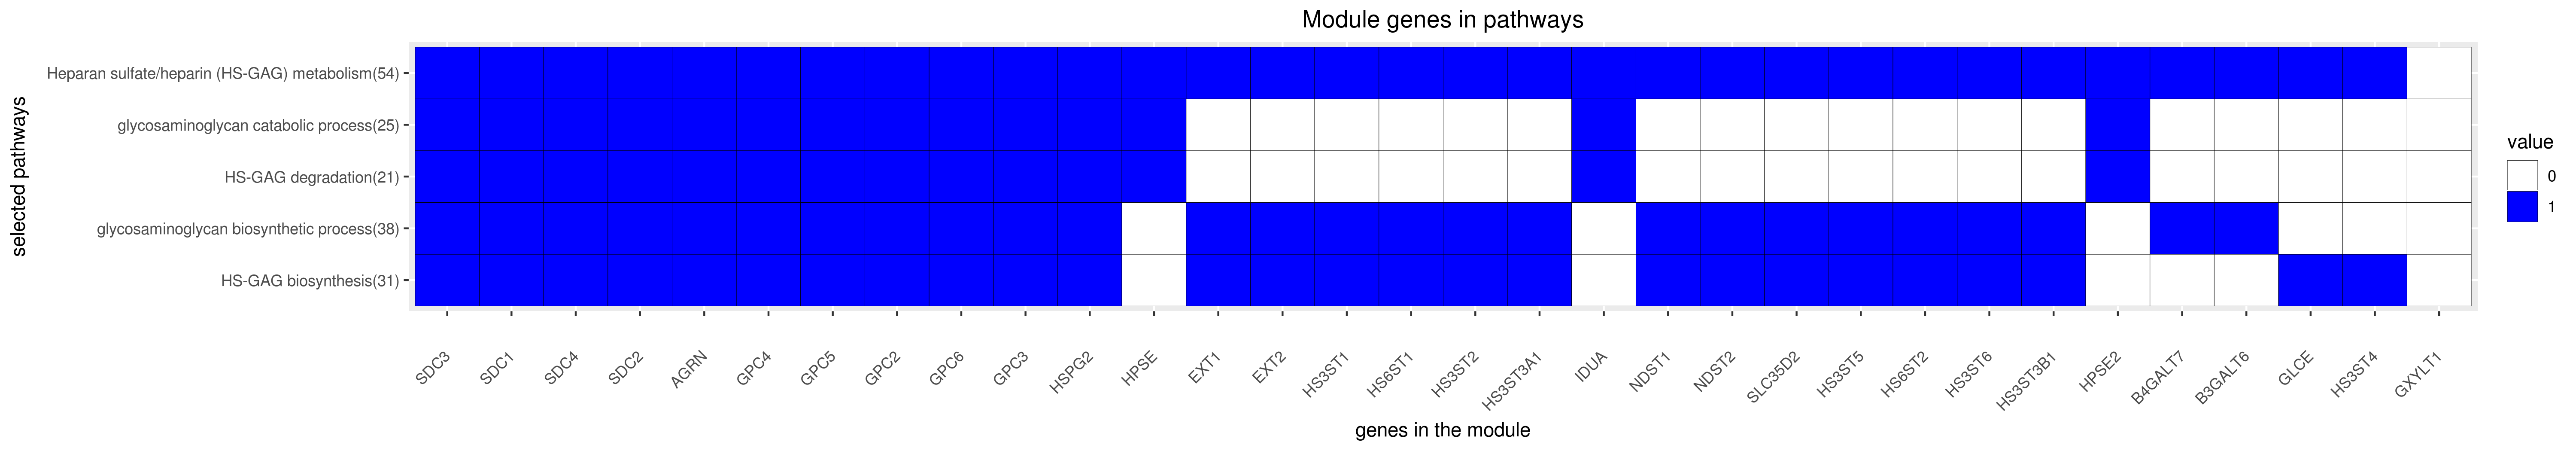 Module genes in pathways
selected pathways
Heparan sulfate/heparin (HS-GAG) metabolism(54)
glycosaminoglycan catabolic process(25)
HS-GAG degradation(21)
glycosaminoglycan biosynthetic process(38)
HS-GAG biosynthesis(31)
value
0
1
SDC3 SDC1 SDC4 SDC2 AGRN GPC4 GPC5 GPC2 GPC6 GPC3 HSPG2 HPSE EXT1 EXT2 HS3ST1 HS6ST1 HS3ST2 HS3ST3A1 IDUA NDST1 NDST2 SLC35D2 HS3ST5 HS6ST2 HS3ST6 HS3ST3B1 HPSE2 B4GALT7 B3GALT6 GLCE HS3ST4 GXYLT1
genes in the module